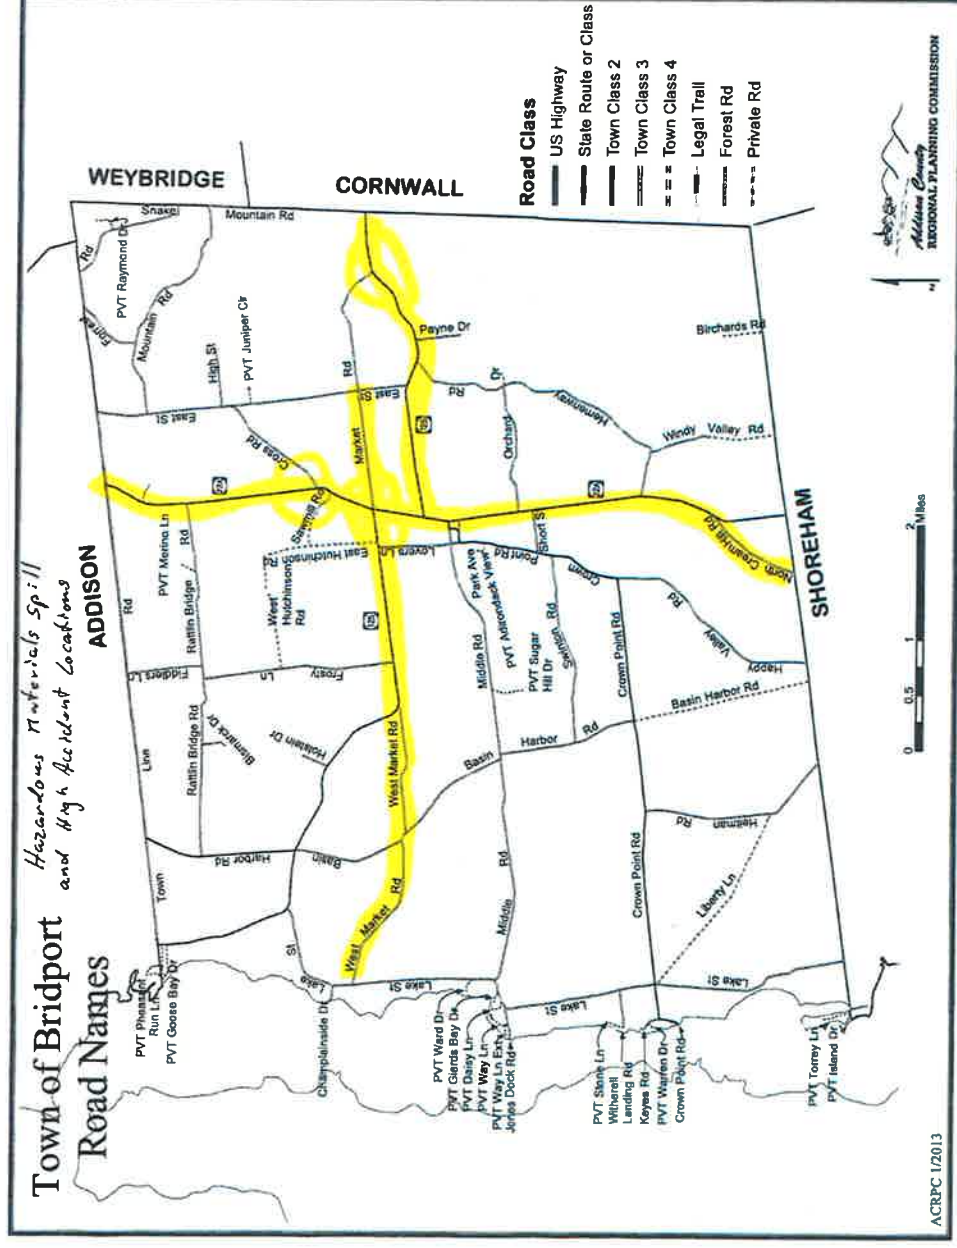 Town of Bridport
Road Names
Hazardous Materials Spill
and High Accident Locations
ADDISON
WEYBRIDGE
CORNWALL
SHOREHAM
PVT Pheasant
Run Ln
PVT Goose Bay Dr
Town
Line
Rd
Fiddlers Ln
Rattlin Bridge Rd
Rattlin Bridge
Rd
PVT Merino Ln
Bismarck Dr
Holstein Dr
Basin
Harbor Rd
Frosty
Ln
West
Hutchinson
Rd
East Hutchinson
Rd
Sawmill Rd
Cross Rd
East St
High St
PVT Juniper Cir
Mountain
Rd
Forrest
Rd
PVT Raymond Dr
Snake
Mountain Rd
22A
125
Market
Rd
East St
125
Payne Dr
Lake
St
Champlainside Dr
West
Market
Rd
West Market Rd
Lovers Ln
Lake St
PVT Ward Dr
PVT Giards Bay Dr
PVT Daisy Ln
PVT Way Ln
PVT Way Ln Ext
Jones Dock Rd
Middle
Rd
Basin
Harbor
Rd
Middle Rd
Park Ave
PVT Adirondack View
PVT Sugar
Hill Dr
Swinton
Rd
Crown
Point Rd
Short St
22A
Orchard
Dr
Rd
Hemenway
Windy
Valley
Rd
Birchards Rd
Lake St
PVT Stone Ln
Witherell
Landing Rd
Keyes Rd
PVT Warren Dr
Crown Point Rd
Crown Point Rd
Crown Point Rd
Basin Harbor Rd
Happy
Valley
Rd
North Cream Hill Rd
Heitman
Rd
Liberty Ln
Lake St
PVT Torrey Ln
PVT Island Dr
Road Class
US Highway
State Route or Class
Town Class 2
Town Class 3
Town Class 4
Legal Trail
Forest Rd
Private Rd
0
0.5
1
2
Miles
N
Addison County
REGIONAL PLANNING COMMISSION
ACRPC 1/2013